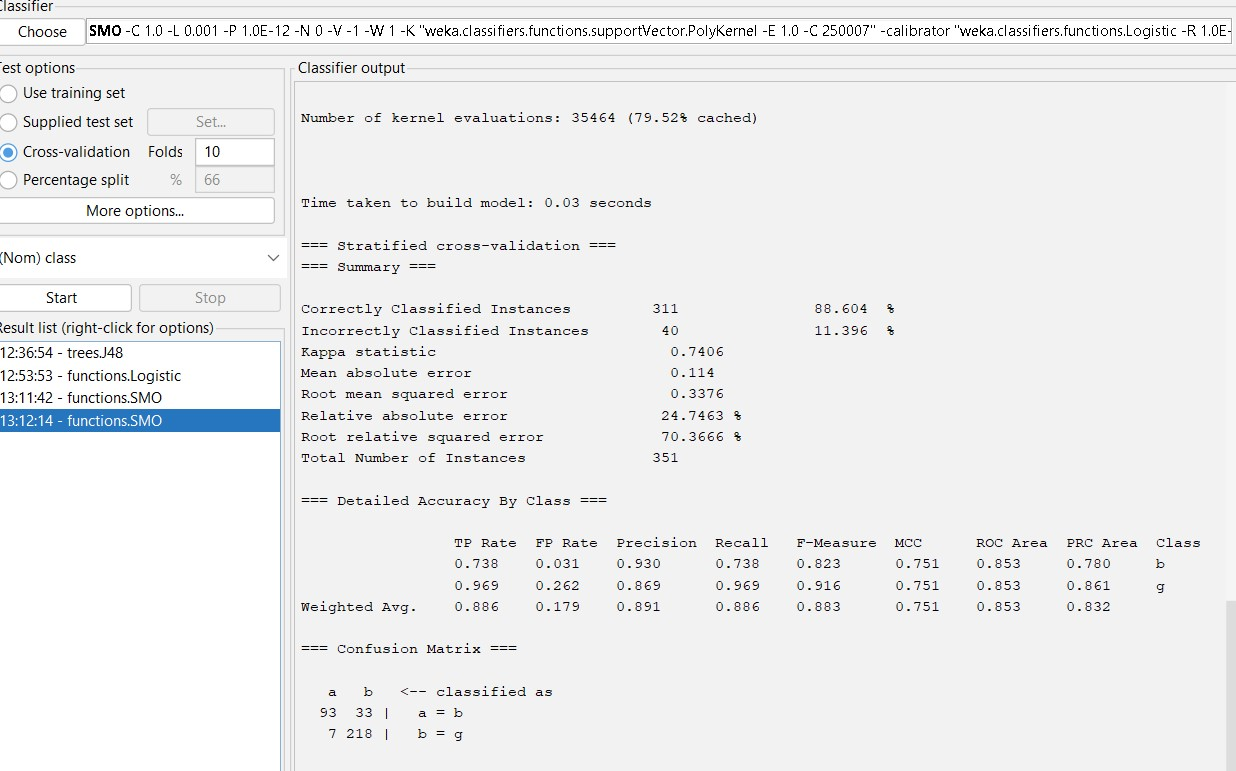 lassifier
Choose SMO -C 1.0 -L 0.001 -P 1.0E-12 -N 0 -V -1 -W 1 -K "weka.classifiers.functions.supportVector.PolyKernel -E 1.0 -C 250007" -calibrator "weka.classifiers.functions.Logistic -R 1.0E-
Test options
Use training set
Supplied test set Set...
Cross-validation Folds 10
Percentage split % 66
More options...
(Nom) class
Start Stop
Result list (right-click for options)
12:36:54 - trees.J48
12:53:53 - functions.Logistic
13:11:42 - functions.SMO
13:12:14 - functions.SMO
Classifier output
Number of kernel evaluations: 35464 (79.52% cached)
Time taken to build model: 0.03 seconds
=== Stratified cross-validation ===
=== Summary ===
Correctly Classified Instances 311 88.604 %
Incorrectly Classified Instances 40 11.396 %
Kappa statistic 0.7406
Mean absolute error 0.114
Root mean squared error 0.3376
Relative absolute error 24.7463 %
Root relative squared error 70.3666 %
Total Number of Instances 351
=== Detailed Accuracy By Class ===
TP Rate FP Rate Precision Recall F-Measure MCC ROC Area PRC Area Class
0.738 0.031 0.930 0.738 0.823 0.751 0.853 0.780 b
0.969 0.262 0.869 0.969 0.916 0.751 0.853 0.861 g
Weighted Avg. 0.886 0.179 0.891 0.886 0.883 0.751 0.853 0.832
=== Confusion Matrix ===
a b <-- classified as
93 33 | a = b
7 218 | b = g